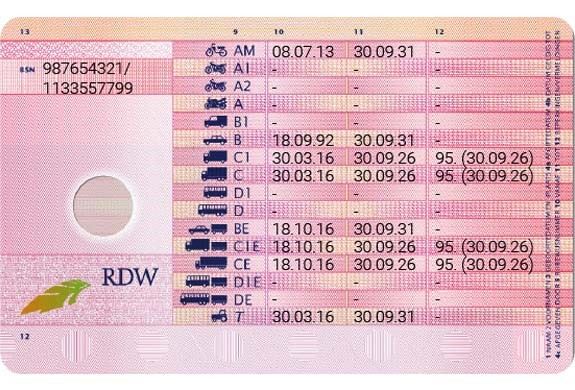 13 9 10 11 12
BSN 987654321/
1133557799
AM 08.07.13 30.09.31 -
A1 - - -
A2 - - -
A - - -
B1 - - -
B 18.09.92 30.09.31 -
C1 30.03.16 30.09.26 95. (30.09.26)
C 30.03.16 30.09.26 95. (30.09.26)
D1 - - -
D - - -
BE 18.10.16 30.09.31 -
C1E 18.10.16 30.09.26 95. (30.09.26)
CE 18.10.16 30.09.26 95. (30.09.26)
D1E - - -
DE - - -
T 30.03.16 30.09.31 -
RDW
12